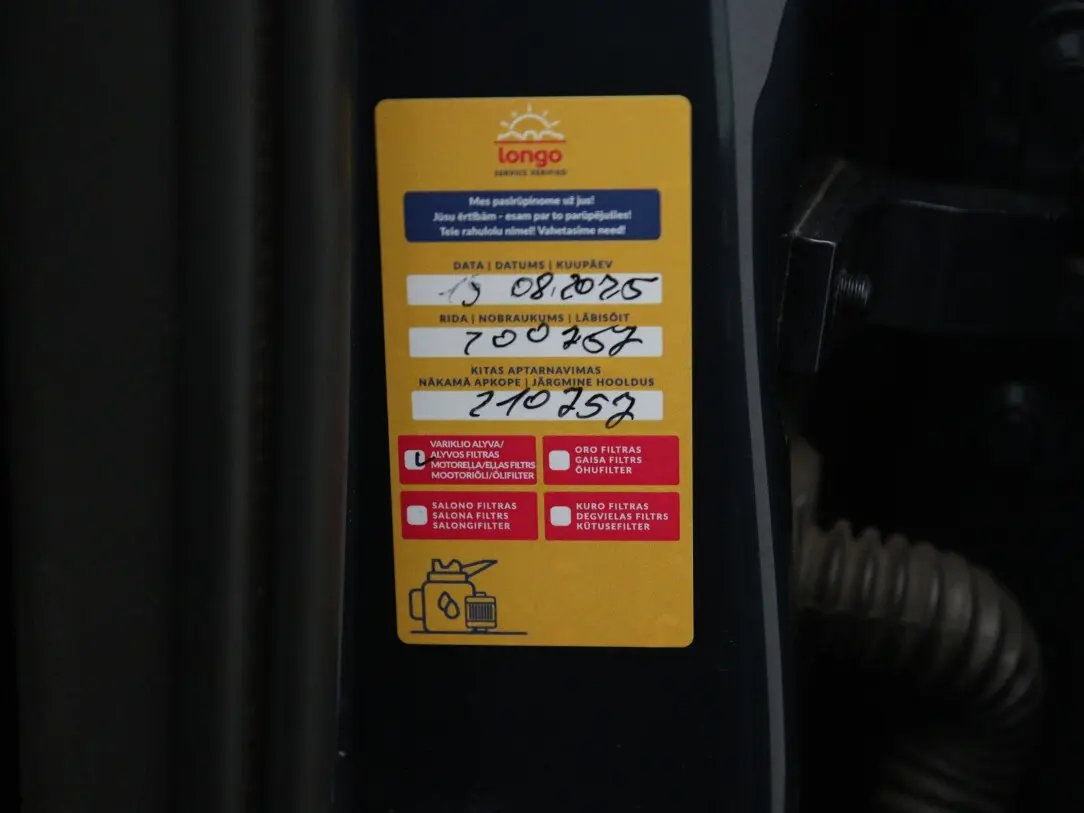 longo
SERVICE VERIFIED
Mes pasirūpinome už jus!
Jūsu ērtībām - esam par to parūpējušies!
Teie rahulolu nimel! Vahetasime need!
DATA | DATUMS | KUUPÄEV
08.2025
RIDA | NOBRAUKUMS | LÄBISÕIT
KITAS APTARNAVIMAS
NĀKAMĀ APKOPE | JÄRGMINE HOOLDUS
VARIKLIO ALYVA/
ALYVOS FILTRAS
MOTOREĻĻA/EĻĻAS FILTRS
MOOTORIÕLI/ÕLIFILTER
ORO FILTRAS
GAISA FILTRS
ÕHUFILTER
SALONO FILTRAS
SALONA FILTRS
SALONGIFILTER
KURO FILTRAS
DEGVIELAS FILTRS
KÜTUSEFILTER